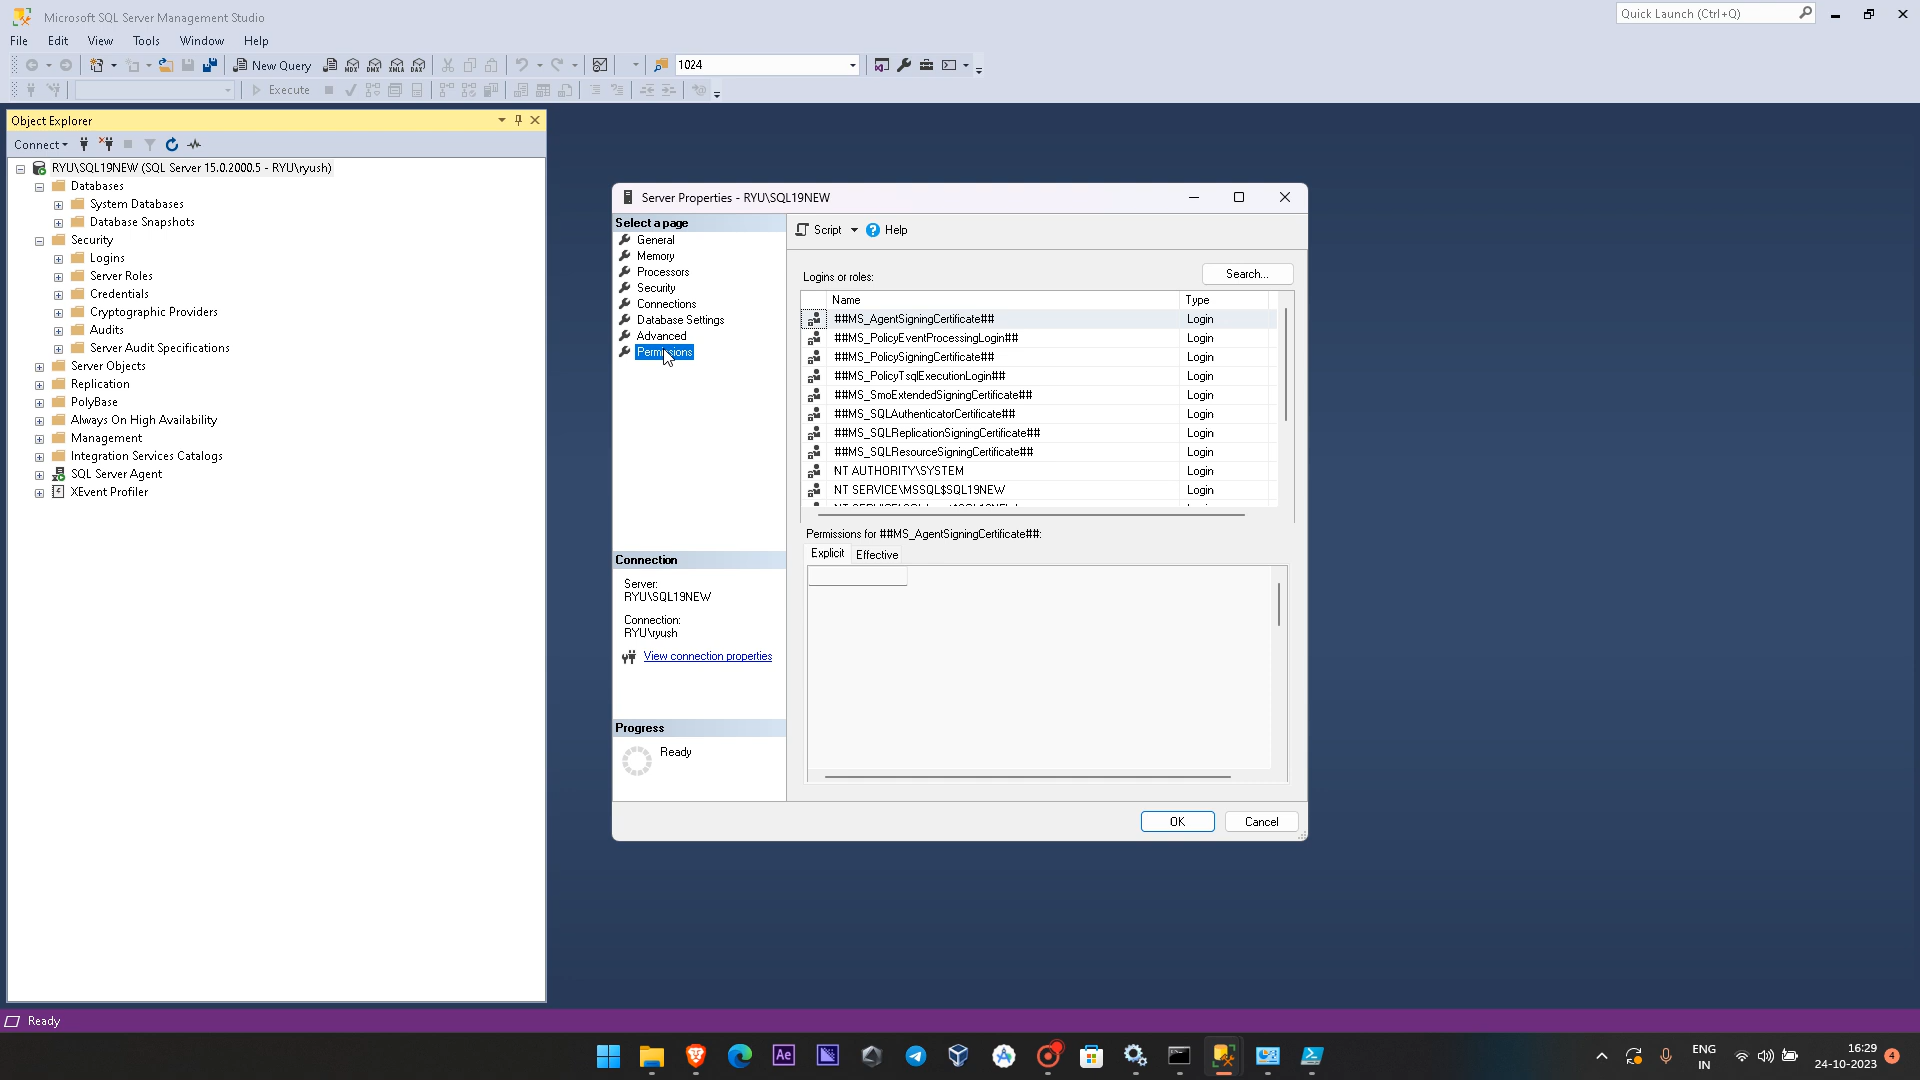 Microsoft SQL Server Management Studio
Quick Launch (Ctrl+Q)
File Edit View Tools Window Help
New Query
MDX DMX XMLA DAX
1024
Execute
Object Explorer
Connect
RYU\SQL19NEW (SQL Server 15.0.2000.5 - RYU\ryush)
Databases
System Databases
Database Snapshots
Security
Logins
Server Roles
Credentials
Cryptographic Providers
Audits
Server Audit Specifications
Server Objects
Replication
PolyBase
Always On High Availability
Management
Integration Services Catalogs
SQL Server Agent
XEvent Profiler
Server Properties - RYU\SQL19NEW
Select a page
General
Memory
Processors
Security
Connections
Database Settings
Advanced
Permissions
Connection
Server:
RYU\SQL19NEW
Connection:
RYU\ryush
View connection properties
Progress
Ready
Script Help
Logins or roles:
Search...
Name Type
##MS_AgentSigningCertificate## Login
##MS_PolicyEventProcessingLogin## Login
##MS_PolicySigningCertificate## Login
##MS_PolicyTsqlExecutionLogin## Login
##MS_SmoExtendedSigningCertificate## Login
##MS_SQLAuthenticatorCertificate## Login
##MS_SQLReplicationSigningCertificate## Login
##MS_SQLResourceSigningCertificate## Login
NT AUTHORITY\SYSTEM Login
NT SERVICE\MSSQL$SQL19NEW Login
Permissions for ##MS_AgentSigningCertificate##:
Explicit Effective
OK Cancel
Ready
Ae
ENG
IN
16:29
24-10-2023
4